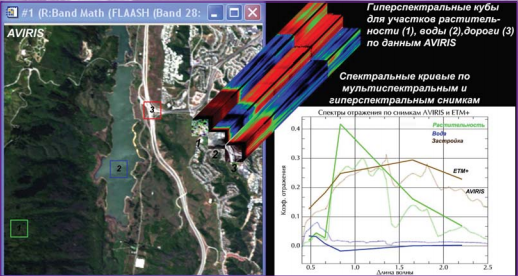 #1 (R:Band Math (FLAASH (Band 28:
AVIRIS
Гиперспектральные кубы
для участков раститель-
ности (1), воды (2),дороги (3)
по данным AVIRIS
Спектральные кривые по
мультиспектральным и
гиперспектральным снимкам
1
2
3
3
2
1
Спектры отражения по снимкам AVIRIS и ETM+
Растительность
Вода
Застройка
ETM+
AVIRIS
Коэф. отражения
0.4
0.3
0.2
0.1
0.0
0.5
1.0
1.5
2.0
2.5
Длина волны